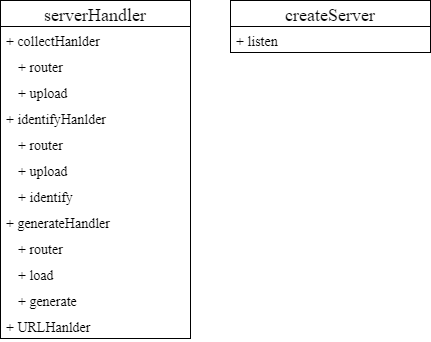 serverHandler
+ collectHanlder
+ router
+ upload
+ identifyHanlder
+ router
+ upload
+ identify
+ generateHandler
+ router
+ load
+ generate
+ URLHanlder
createServer
+ listen